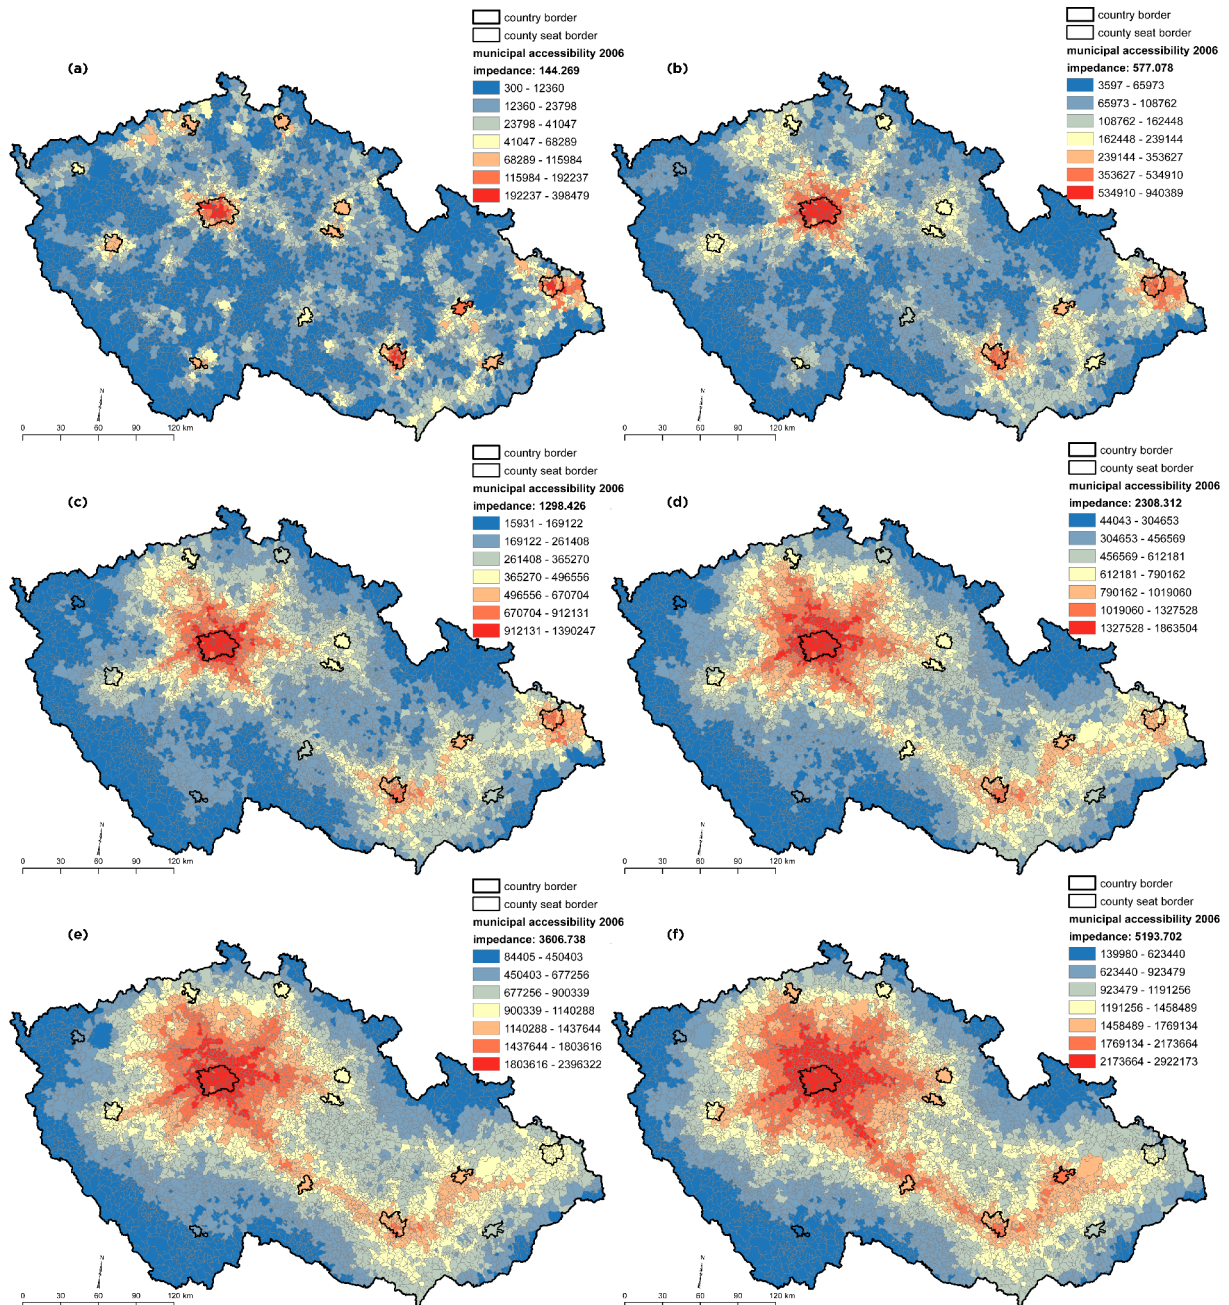 country border
county seat border
municipal accessibility 2006
(a)
impedance: 144.269
300 - 12360
12360 - 23798
23798 - 41047
41047 - 68289
68289 - 115984
115984 - 192237
192237 - 398479
N
0 30 60 90 120 km
country border
county seat border
municipal accessibility 2006
(b)
impedance: 577.078
3597 - 65973
65973 - 108762
108762 - 162448
162448 - 239144
239144 - 353627
353627 - 534910
534910 - 940389
N
0 30 60 90 120 km
country border
county seat border
municipal accessibility 2006
(c)
impedance: 1298.426
15931 - 169122
169122 - 261408
261408 - 365270
365270 - 496556
496556 - 670704
670704 - 912131
912131 - 1390247
N
0 30 60 90 120 km
country border
county seat border
municipal accessibility 2006
(d)
impedance: 2308.312
44043 - 304653
304653 - 456569
456569 - 612181
612181 - 790162
790162 - 1019060
1019060 - 1327528
1327528 - 1863504
N
0 30 60 90 120 km
country border
county seat border
municipal accessibility 2006
(e)
impedance: 3606.738
84405 - 450403
450403 - 677256
677256 - 900339
900339 - 1140288
1140288 - 1437644
1437644 - 1803616
1803616 - 2396322
N
0 30 60 90 120 km
country border
county seat border
municipal accessibility 2006
(f)
impedance: 5193.702
139980 - 623440
623440 - 923479
923479 - 1191256
1191256 - 1458489
1458489 - 1769134
1769134 - 2173664
2173664 - 2922173
N
0 30 60 90 120 km